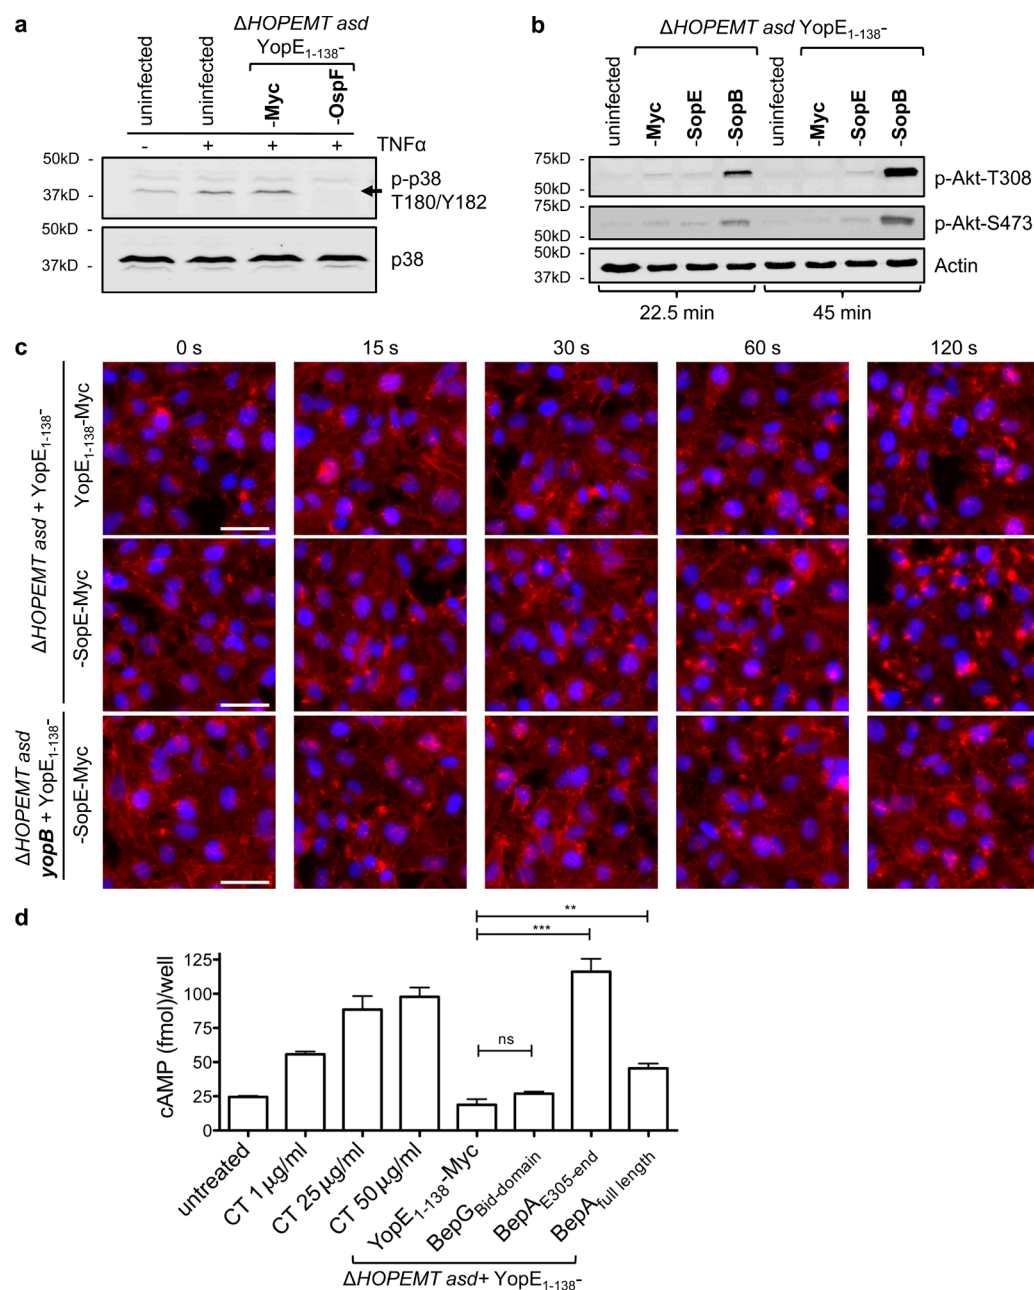 a
ΔHOPEMT asd
YopE1-138-
uninfected
uninfected
-Myc
-OspF
- + + + TNFα
50kD -
37kD -
p-p38
T180/Y182
50kD -
37kD -
p38
b
ΔHOPEMT asd YopE1-138-
uninfected
-Myc
-SopE
-SopB
uninfected
-Myc
-SopE
-SopB
75kD -
50kD -
p-Akt-T308
75kD -
50kD -
p-Akt-S473
50kD -
37kD -
Actin
22.5 min
45 min
c
0 s 15 s 30 s 60 s 120 s
ΔHOPEMT asd + YopE1-138-
YopE1-138-Myc
-SopE-Myc
ΔHOPEMT asd
yopB + YopE1-138-
-SopE-Myc
d
**
***
ns
cAMP (fmol)/well
125
100
75
50
25
0
untreated
CT 1 µg/ml
CT 25 µg/ml
CT 50 µg/ml
YopE1-138-Myc
BepGBid-domain
BepAE305-end
BepAfull length
ΔHOPEMT asd+ YopE1-138-